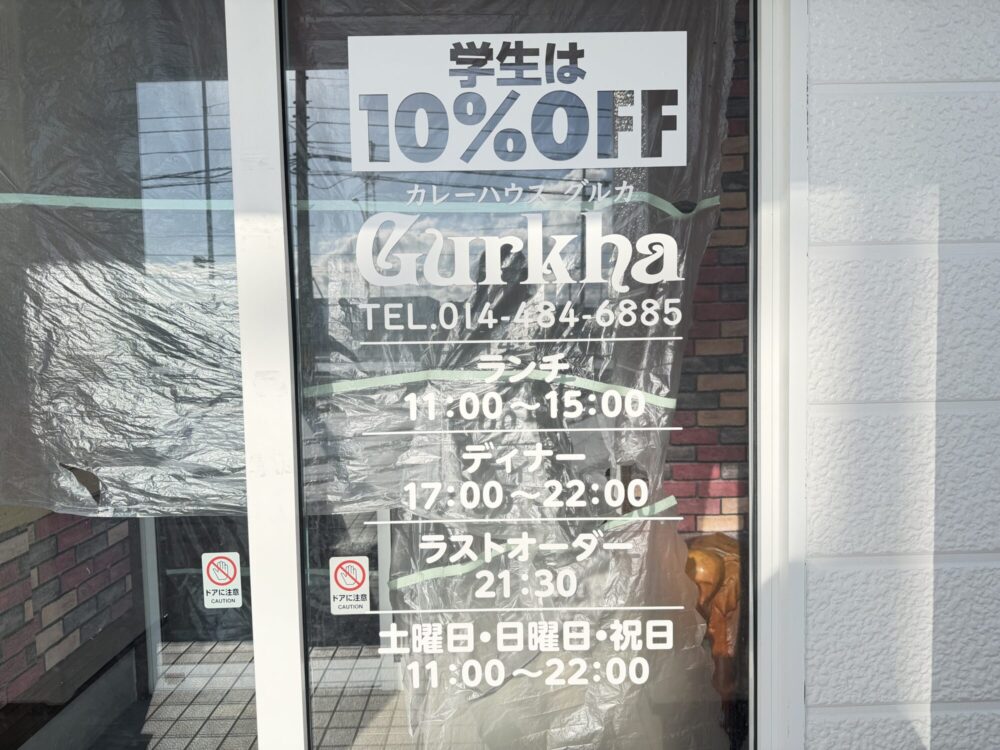 学生は
10%OFF
カレーハウス グルカ
Gurkha
TEL.014-484-6885
ランチ
11:00～15:00
ディナー
17:00～22:00
ラストオーダー
21:30
土曜日・日曜日・祝日
11:00～22:00
ドアに注意
CAUTION
ドアに注意
CAUTION